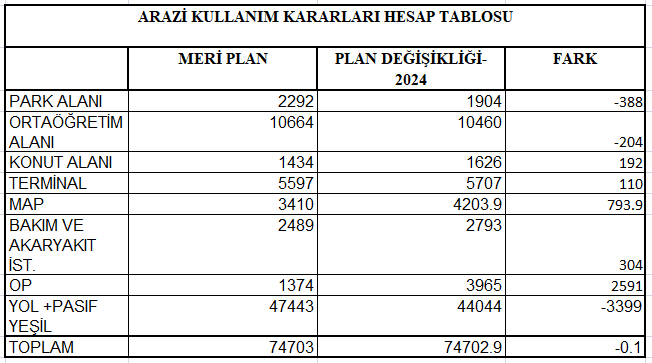 ARAZİ KULLANIM KARARLARI HESAP TABLOSU
MERİ PLAN PLAN DEĞİŞİKLİĞİ- FARK
2024
PARK ALANI 2292 1904 -388
ORTAÖĞRETİM 10664 10460
ALANI -204
KONUT ALANI 1434 1626 192
TERMİNAL 5597 5707 110
MAP 3410 4203.9 793.9
BAKIM VE 2489 2793
AKARYAKIT
İST. 304
OP 1374 3965 2591
YOL +PASIF 47443 44044 -3399
YEŞİL
TOPLAM 74703 74702.9 -0.1